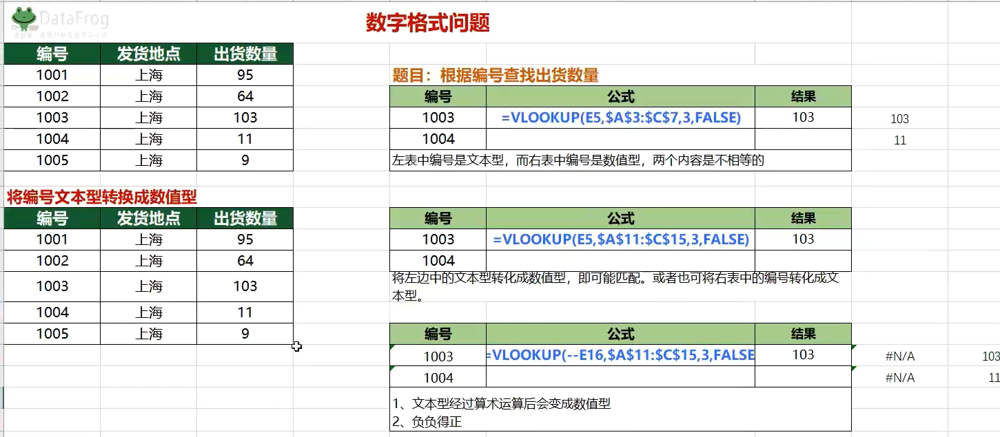 DataFrog
数字格式问题
编号 发货地点 出货数量
1001 上海 95
1002 上海 64
1003 上海 103
1004 上海 11
1005 上海 9
题目：根据编号查找出货数量
编号 公式 结果
1003 =VLOOKUP(E5,$A$3:$C$7,3,FALSE) 103 103
1004 11
左表中编号是文本型，而右表中编号是数值型，两个内容是不相等的
将编号文本型转换成数值型
编号 发货地点 出货数量
1001 上海 95
1002 上海 64
1003 上海 103
1004 上海 11
1005 上海 9
编号 公式 结果
1003 =VLOOKUP(E5,$A$11:$C$15,3,FALSE) 103
1004
将左边中的文本型转化成数值型，即可能匹配。或者也可将右表中的编号转化成文
本型。
编号 公式 结果
1003 =VLOOKUP(--E16,$A$11:$C$15,3,FALSE 103 #N/A 103
1004 #N/A 11
1、文本型经过算术运算后会变成数值型
2、负负得正